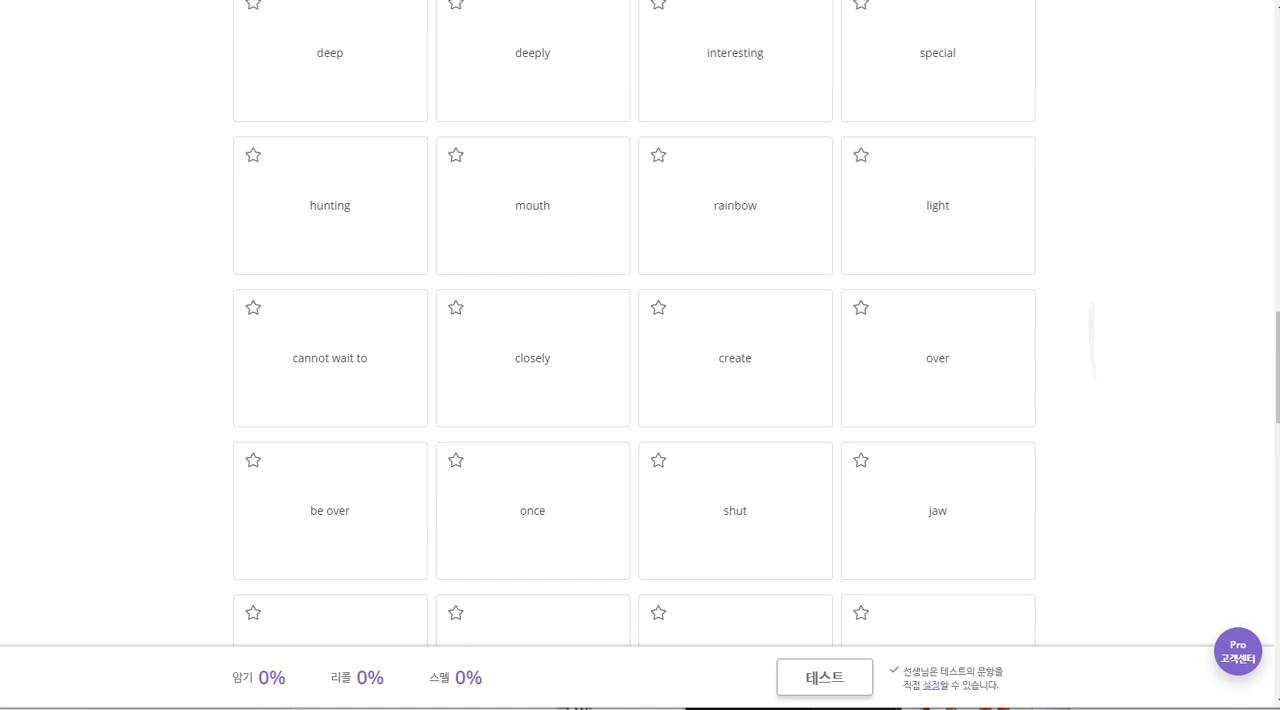 deep
deeply
interesting
special
hunting
mouth
rainbow
light
cannot wait to
closely
create
over
be over
once
shut
jaw
암기 0%
리콜 0%
스펠 0%
테스트
선생님은 테스트의 문항을
직접 설정할 수 있습니다.
Pro
고객센터